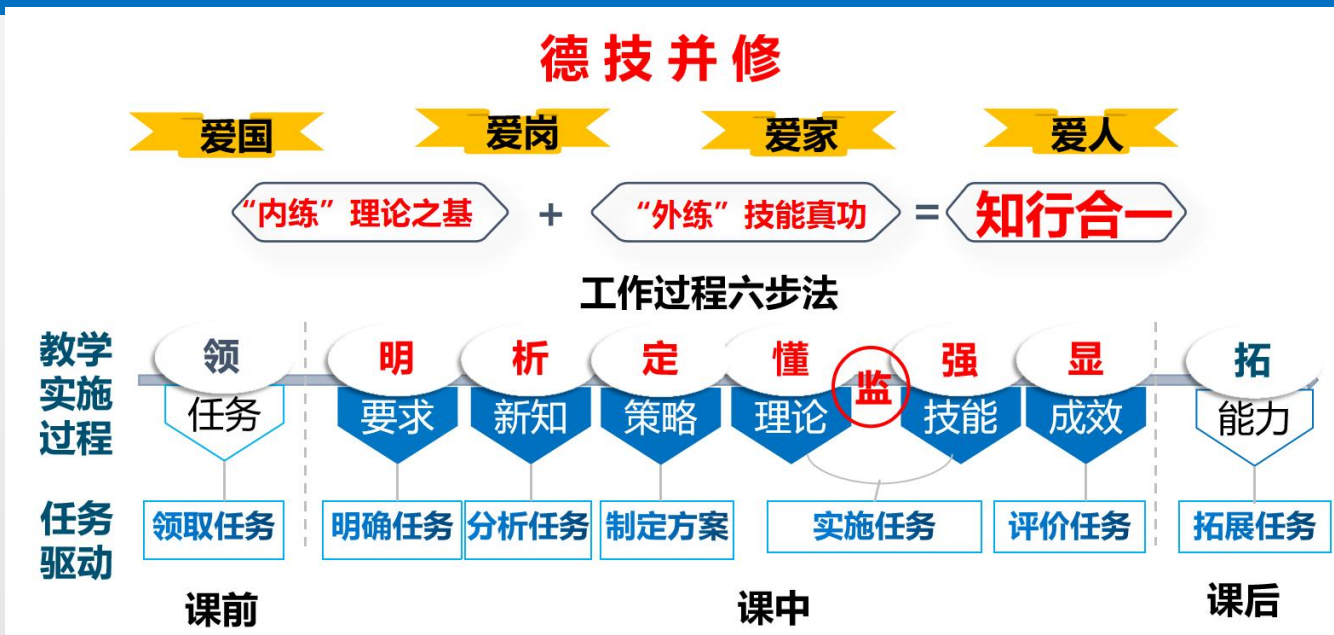 德技并修
爱国 爱岗 爱家 爱人
“内练”理论之基 + “外练”技能真功 = 知行合一
工作过程六步法
教学
实施
过程
领 明 析 定 懂 监 强 显 拓
任务 要求 新知 策略 理论 技能 成效 能力
任务
驱动
领取任务 明确任务 分析任务 制定方案 实施任务 评价任务 拓展任务
课前 课中 课后